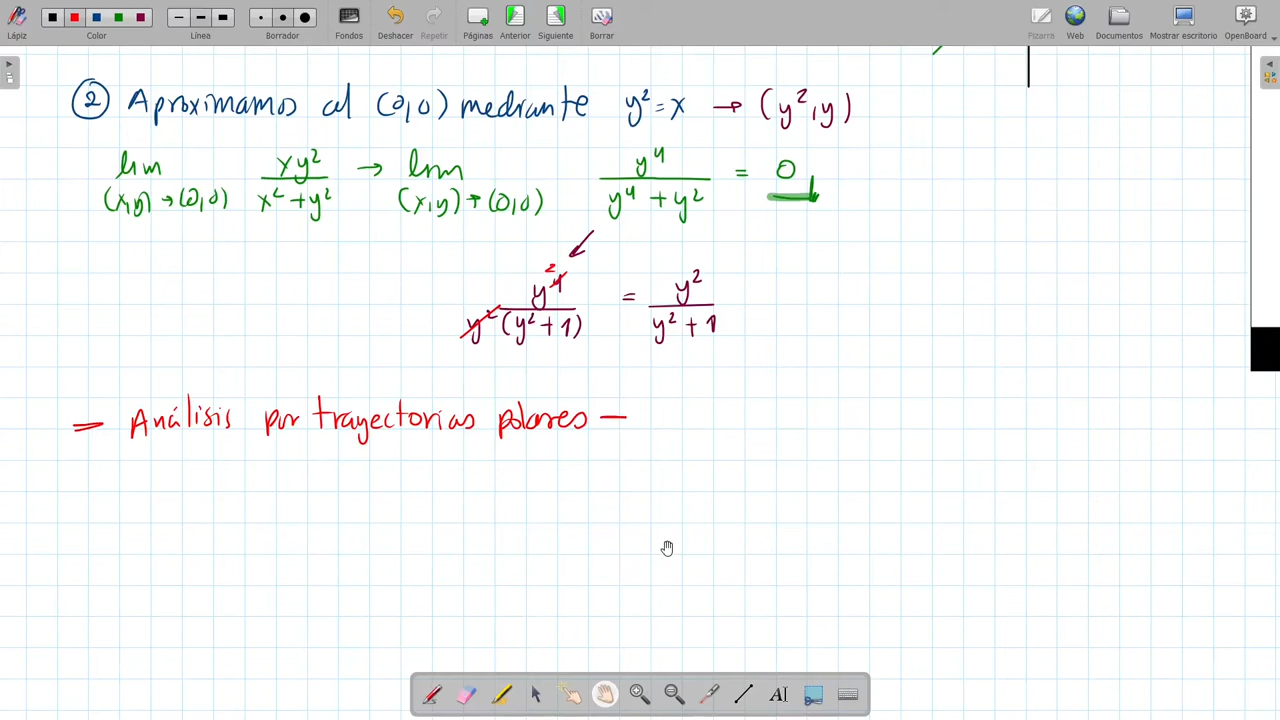 Lápiz Color Línea Borrador Fondos Deshacer Repetir Páginas Anterior Siguiente Borrar Pizarra Web Documentos Mostrar escritorio OpenBoard
② Aproximamos al (0,0) mediante y² = x → (y², y)
lim (x,y)→(0,0) xy² / x² + y² → lim (x,y)→(0,0) y⁴ / y⁴ + y² = 0
y⁴ 2 / y²(y² + 1) = y² / y² + 1
= Análisis por trayectorias polares —